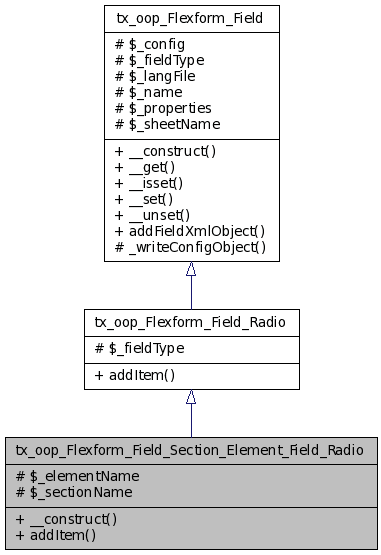 tx_oop_Flexform_Field
# $_config
# $_fieldType
# $_langFile
# $_name
# $_properties
# $_sheetName
+ __construct()
+ __get()
+ __isset()
+ __set()
+ __unset()
+ addFieldXmlObject()
# _writeConfigObject()
tx_oop_Flexform_Field_Radio
# $_fieldType
+ addItem()
tx_oop_Flexform_Field_Section_Element_Field_Radio
# $_elementName
# $_sectionName
+ __construct()
+ addItem()